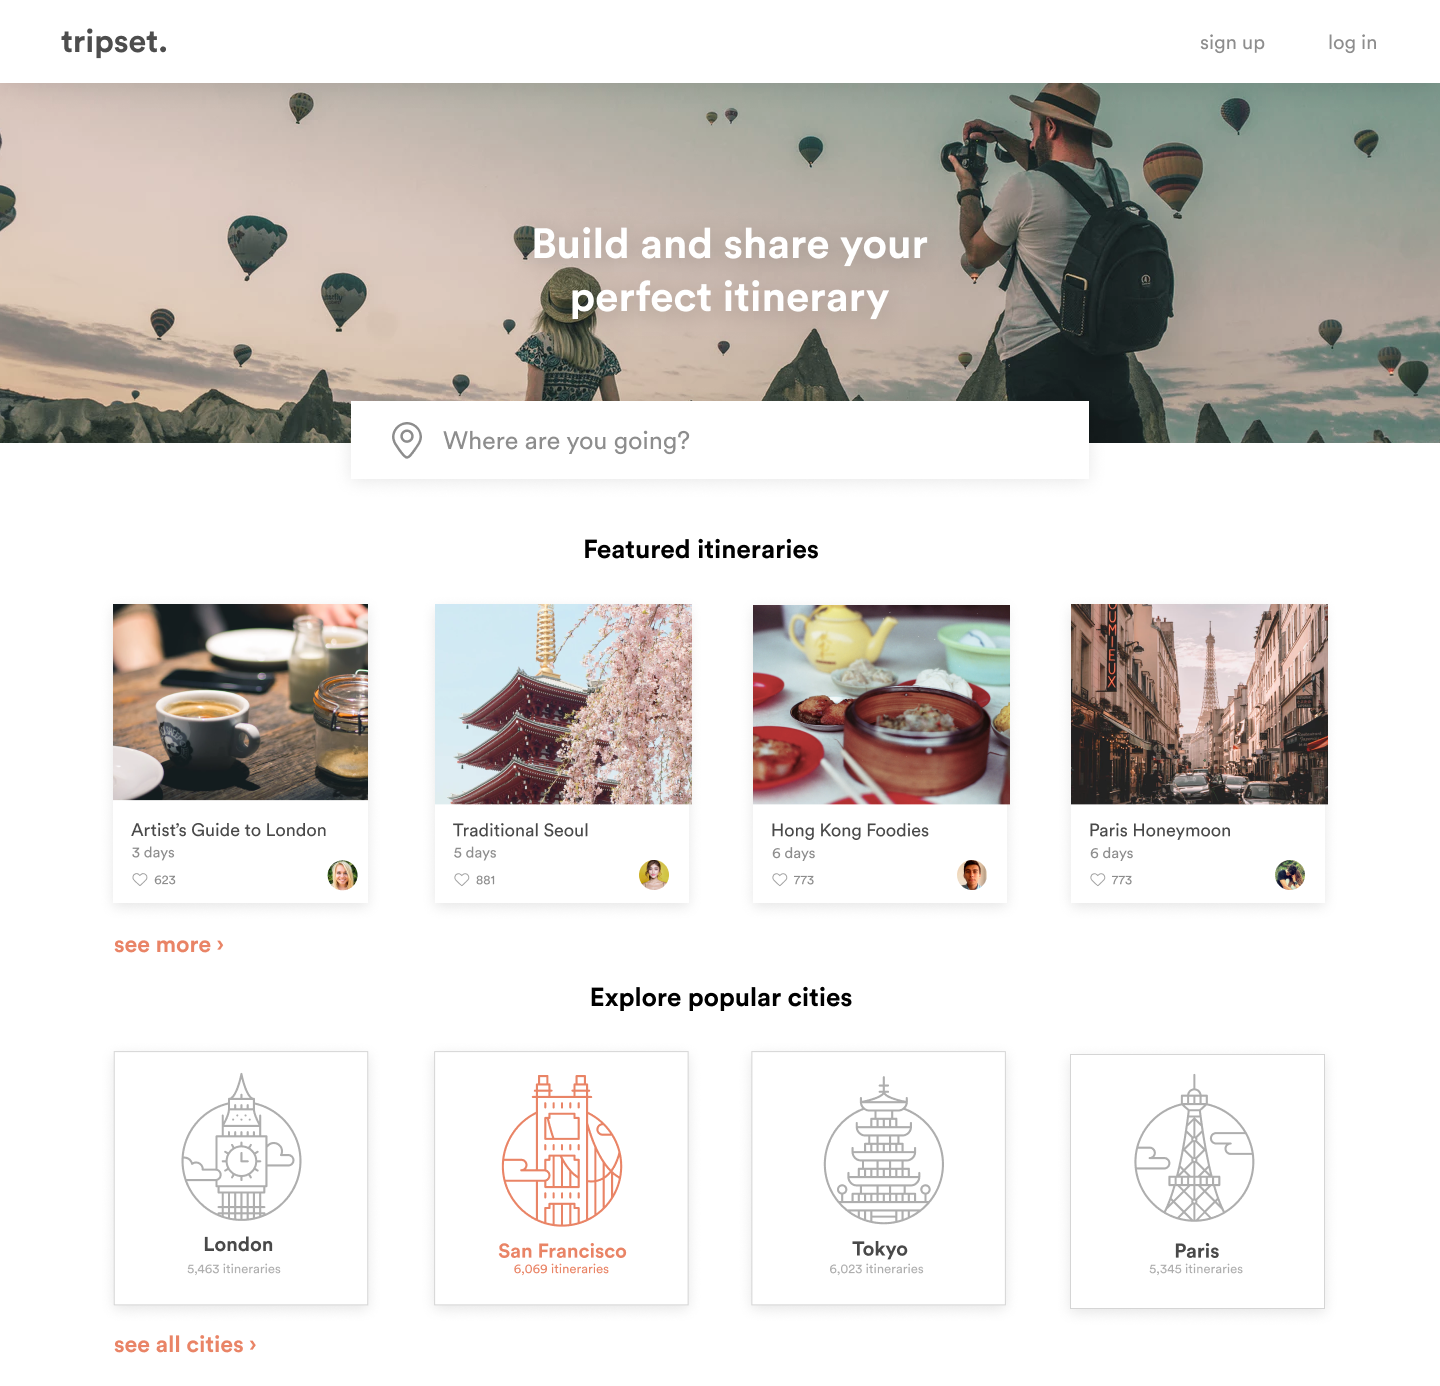 tripset.
sign up
log in
Build and share your
perfect itinerary
Where are you going?
Featured itineraries
OUMIEUX
Artist’s Guide to London
3 days
623
Traditional Seoul
5 days
881
Hong Kong Foodies
6 days
773
Paris Honeymoon
6 days
773
see more ›
Explore popular cities
London
5,463 itineraries
San Francisco
6,069 itineraries
Tokyo
6,023 itineraries
Paris
5,345 itineraries
see all cities ›